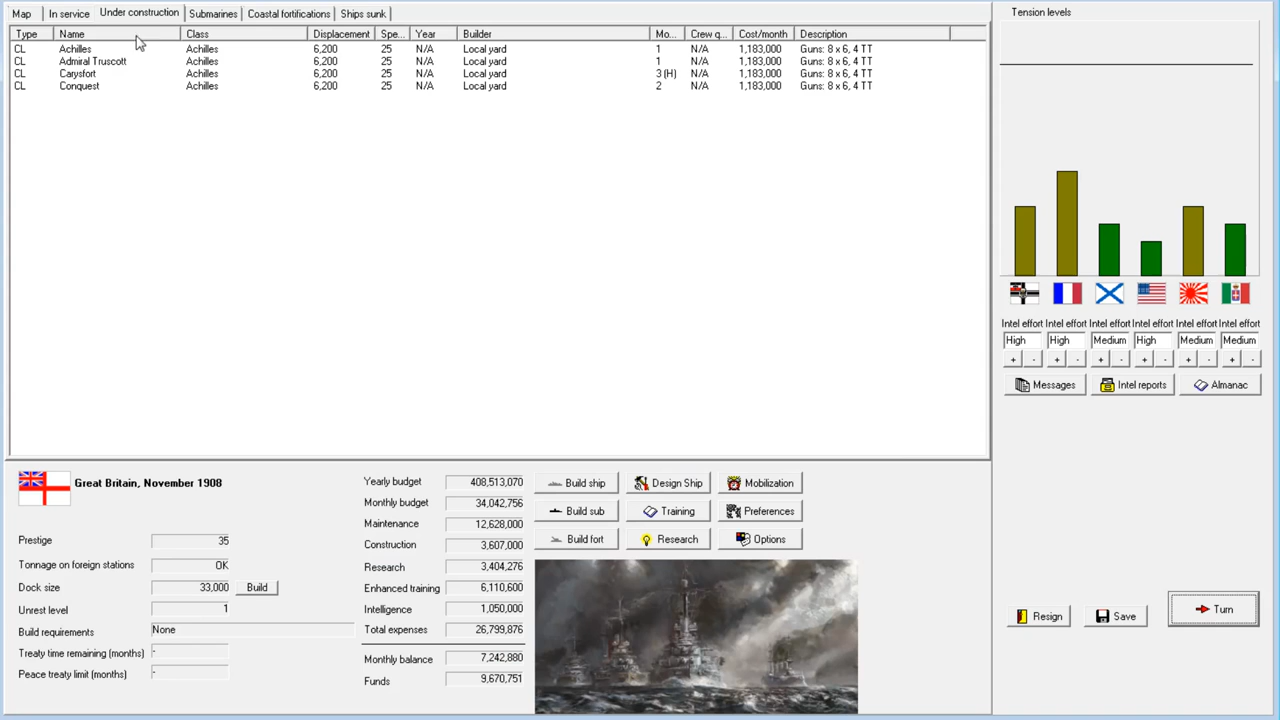 Map In service Under construction Submarines Coastal fortifications Ships sunk
Type Name Class Displacement Spe... Year Builder Mo... Crew q... Cost/month Description
CL Achilles Achilles 6,200 25 N/A Local yard 1 N/A 1,183,000 Guns: 8 x 6, 4 TT
CL Admiral Truscott Achilles 6,200 25 N/A Local yard 1 N/A 1,183,000 Guns: 8 x 6, 4 TT
CL Carysfort Achilles 6,200 25 N/A Local yard 3 (H) N/A 1,183,000 Guns: 8 x 6, 4 TT
CL Conquest Achilles 6,200 25 N/A Local yard 2 N/A 1,183,000 Guns: 8 x 6, 4 TT
Tension levels
Intel effort Intel effort Intel effort Intel effort Intel effort Intel effort
High High Medium High Medium Medium
+ - + - + - + - + - + -
Messages Intel reports Almanac
Great Britain, November 1908
Prestige 35
Tonnage on foreign stations OK
Dock size 33,000 Build
Unrest level 1
Build requirements None
Treaty time remaining (months) -
Peace treaty limit (months) -
Yearly budget 408,513,070
Monthly budget 34,042,756
Maintenance 12,628,000
Construction 3,607,000
Research 3,404,276
Enhanced training 6,110,600
Intelligence 1,050,000
Total expenses 26,799,876
Monthly balance 7,242,880
Funds 9,670,751
Build ship Design Ship Mobilization
Build sub Training Preferences
Build fort Research Options
Resign Save Turn